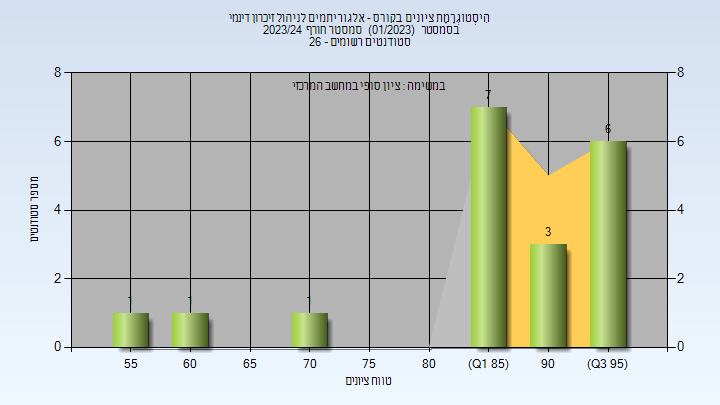 היסטוגרמת ציונים בקורס - אלגוריתמים לניהול זיכרון דינמי
בסמסטר (01/2023) סמסטר חורף 2023/24
סטודנטים רשומים - 26
במשימה : ציון סופי במחשב המרכזי
8 8
7
6 6
6
מספר סטודנטים
4 4
3
2 2
1 1 1
0 0
55 60 65 70 75 80 (Q1 85) 90 (Q3 95)
טווח ציונים